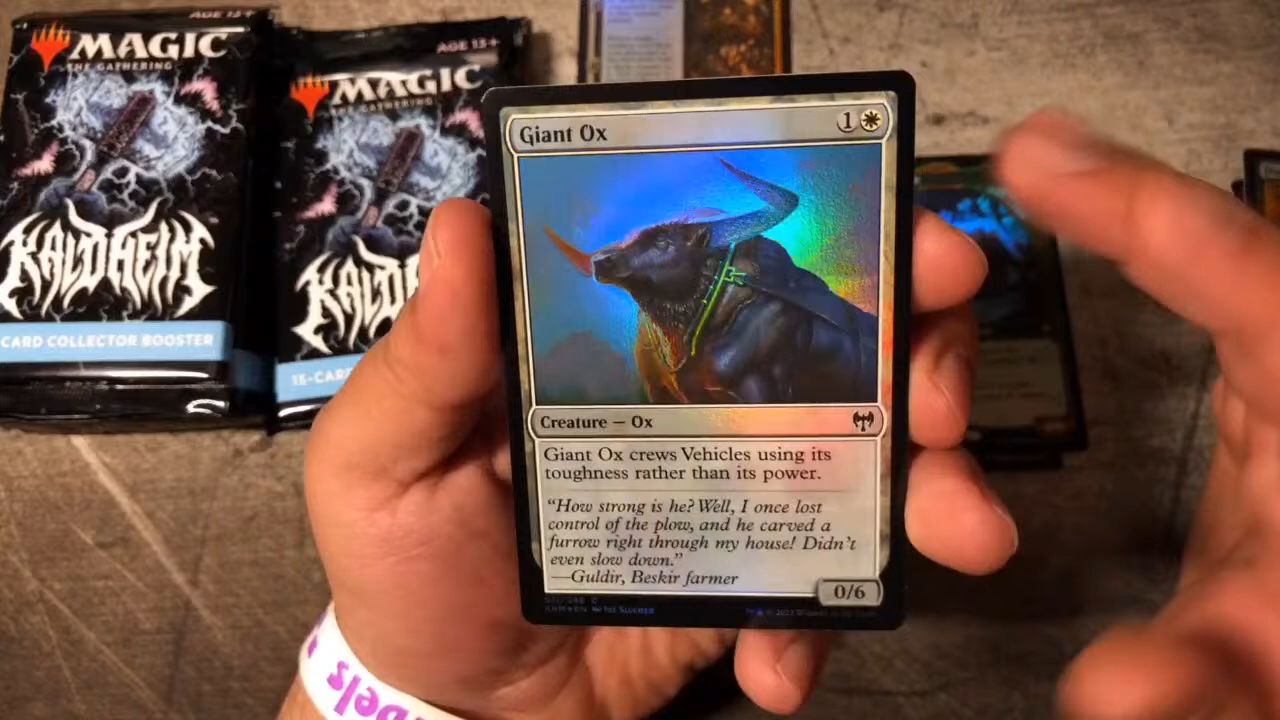 AGE 13+
MAGIC
THE GATHERING
KALDHEIM
CARD COLLECTOR BOOSTER
AGE 13+
MAGIC
THE GATHERING
KALD
15-CAR
Giant Ox
1
Creature — Ox
Giant Ox crews Vehicles using its
toughness rather than its power.
“How strong is he? Well, I once lost
control of the plow, and he carved a
furrow right through my house! Didn’t
even slow down.”
—Guldir, Beskir farmer
0/6
bels